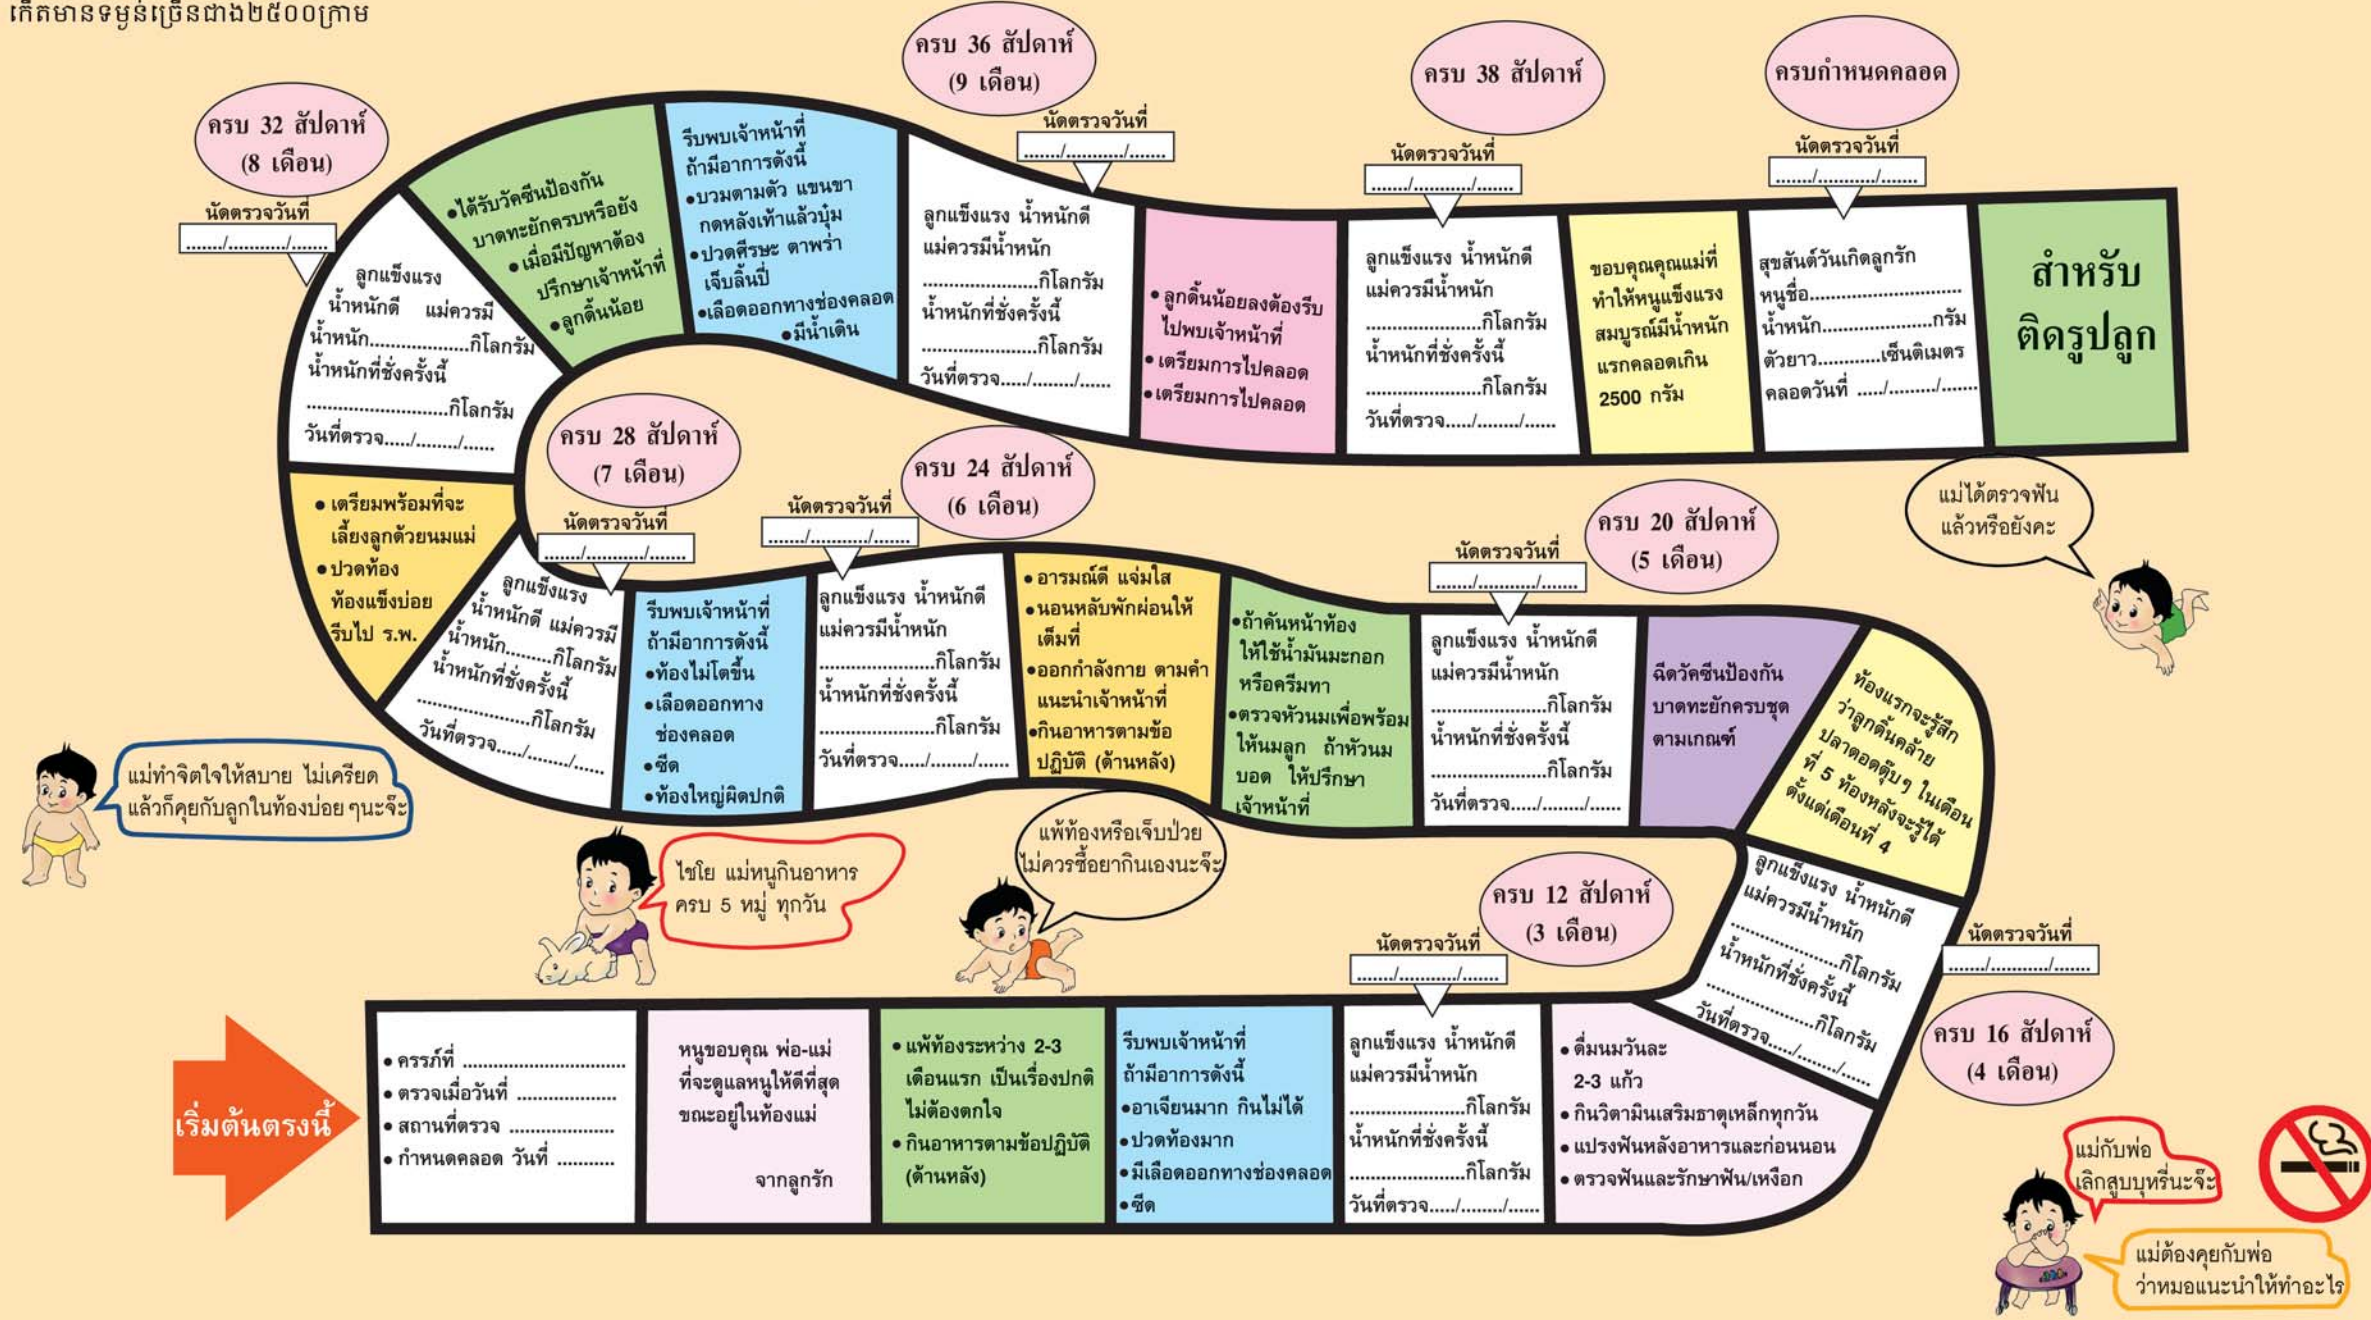 កើតមានទម្ងន់ច្រើនជាង២៥០០ក្រាម
เริ่มต้นตรงนี้
• ครรภ์ที่ ..............................
• ตรวจเมื่อวันที่ ..................
• สถานที่ตรวจ ...................
• กำหนดคลอด วันที่ ..........
หนูขอบคุณ พ่อ-แม่
ที่จะดูแลหนูให้ดีที่สุด
ขณะอยู่ในท้องแม่
จากลูกรัก
• แพ้ท้องระหว่าง 2-3
เดือนแรก เป็นเรื่องปกติ
ไม่ต้องตกใจ
• กินอาหารตามข้อปฏิบัติ
(ด้านหลัง)
รีบพบเจ้าหน้าที่
ถ้ามีอาการดังนี้
•อาเจียนมาก กินไม่ได้
•ปวดท้องมาก
•มีเลือดออกทางช่องคลอด
•ซีด
ครบ 12 สัปดาห์
(3 เดือน)
นัดตรวจวันที่
......./.........../.......
ลูกแข็งแรง น้ำหนักดี
แม่ควรมีน้ำหนัก
.....................กิโลกรัม
น้ำหนักที่ชั่งครั้งนี้
.....................กิโลกรัม
วันที่ตรวจ...../......../......
• ดื่มนมวันละ
2-3 แก้ว
• กินวิตามินเสริมธาตุเหล็กทุกวัน
• แปรงฟันหลังอาหารและก่อนนอน
• ตรวจฟันและรักษาฟัน/เหงือก
ครบ 16 สัปดาห์
(4 เดือน)
นัดตรวจวันที่
......./.........../.......
ลูกแข็งแรง น้ำหนักดี
แม่ควรมีน้ำหนัก
.....................กิโลกรัม
น้ำหนักที่ชั่งครั้งนี้
.....................กิโลกรัม
วันที่ตรวจ...../......../......
ท้องแรกจะรู้สึก
ว่าลูกดิ้นคล้าย
ปลาตอดตุ๊บๆ ในเดือน
ที่ 5 ท้องหลังจะรู้ได้
ตั้งแต่เดือนที่ 4
ฉีดวัคซีนป้องกัน
บาดทะยักครบชุด
ตามเกณฑ์
ครบ 20 สัปดาห์
(5 เดือน)
นัดตรวจวันที่
......./.........../.......
ลูกแข็งแรง น้ำหนักดี
แม่ควรมีน้ำหนัก
.....................กิโลกรัม
น้ำหนักที่ชั่งครั้งนี้
.....................กิโลกรัม
วันที่ตรวจ...../......../......
•ถ้าคันหน้าท้อง
ให้ใช้น้ำมันมะกอก
หรือครีมทา
•ตรวจหัวนมเพื่อพร้อม
ให้นมลูก ถ้าหัวนม
บอด ให้ปรึกษา
เจ้าหน้าที่
• อารมณ์ดี แจ่มใส
•นอนหลับพักผ่อนให้
เต็มที่
•ออกกำลังกาย ตามคำ
แนะนำเจ้าหน้าที่
•กินอาหารตามข้อ
ปฏิบัติ (ด้านหลัง)
ครบ 24 สัปดาห์
(6 เดือน)
นัดตรวจวันที่
......./.........../.......
ลูกแข็งแรง น้ำหนักดี
แม่ควรมีน้ำหนัก
.....................กิโลกรัม
น้ำหนักที่ชั่งครั้งนี้
.....................กิโลกรัม
วันที่ตรวจ...../......../......
รีบพบเจ้าหน้าที่
ถ้ามีอาการดังนี้
•ท้องไม่โตขึ้น
•เลือดออกทาง
ช่องคลอด
•ซีด
•ท้องใหญ่ผิดปกติ
ครบ 28 สัปดาห์
(7 เดือน)
นัดตรวจวันที่
......./.........../.......
ลูกแข็งแรง
น้ำหนักดี แม่ควรมี
น้ำหนัก........กิโลกรัม
น้ำหนักที่ชั่งครั้งนี้
.....................กิโลกรัม
วันที่ตรวจ...../......../......
• เตรียมพร้อมที่จะ
เลี้ยงลูกด้วยนมแม่
• ปวดท้อง
ท้องแข็งบ่อย
รีบไป ร.พ.
ครบ 32 สัปดาห์
(8 เดือน)
นัดตรวจวันที่
......./.........../.......
ลูกแข็งแรง
น้ำหนักดี แม่ควรมี
น้ำหนัก..................กิโลกรัม
น้ำหนักที่ชั่งครั้งนี้
..........................กิโลกรัม
วันที่ตรวจ...../......../......
•ได้รับวัคซีนป้องกัน
บาดทะยักครบหรือยัง
• เมื่อมีปัญหาต้อง
ปรึกษาเจ้าหน้าที่
•ลูกดิ้นน้อย
รีบพบเจ้าหน้าที่
ถ้ามีอาการดังนี้
•บวมตามตัว แขนขา
กดหลังเท้าแล้วบุ๋ม
•ปวดศีรษะ ตาพร่า
เจ็บลิ้นปี่
•เลือดออกทางช่องคลอด
•มีน้ำเดิน
ครบ 36 สัปดาห์
(9 เดือน)
นัดตรวจวันที่
......./.........../.......
ลูกแข็งแรง น้ำหนักดี
แม่ควรมีน้ำหนัก
.....................กิโลกรัม
น้ำหนักที่ชั่งครั้งนี้
.....................กิโลกรัม
วันที่ตรวจ...../......../......
• ลูกดิ้นน้อยลงต้องรีบ
ไปพบเจ้าหน้าที่
• เตรียมการไปคลอด
• เตรียมการไปคลอด
ครบ 38 สัปดาห์
นัดตรวจวันที่
......./.........../.......
ลูกแข็งแรง น้ำหนักดี
แม่ควรมีน้ำหนัก
.....................กิโลกรัม
น้ำหนักที่ชั่งครั้งนี้
.....................กิโลกรัม
วันที่ตรวจ...../......../......
ขอบคุณคุณแม่ที่
ทำให้หนูแข็งแรง
สมบูรณ์มีน้ำหนัก
แรกคลอดเกิน
2500 กรัม
ครบกำหนดคลอด
นัดตรวจวันที่
......./.........../.......
สุขสันต์วันเกิดลูกรัก
หนูชื่อ............................
น้ำหนัก....................กรัม
ตัวยาว............เซ็นติเมตร
คลอดวันที่ ...../........./.......
สำหรับ
ติดรูปลูก
แม่ได้ตรวจฟัน
แล้วหรือยังคะ
แม่ทำจิตใจให้สบาย ไม่เครียด
แล้วก็คุยกับลูกในท้องบ่อย ๆนะจ๊ะ
ไชโย แม่หนูกินอาหาร
ครบ 5 หมู่ ทุกวัน
แพ้ท้องหรือเจ็บป่วย
ไม่ควรซื้อยากินเองนะจ๊ะ
แม่กับพ่อ
เลิกสูบบุหรี่นะจ๊ะ
แม่ต้องคุยกับพ่อ
ว่าหมอแนะนำให้ทำอะไร